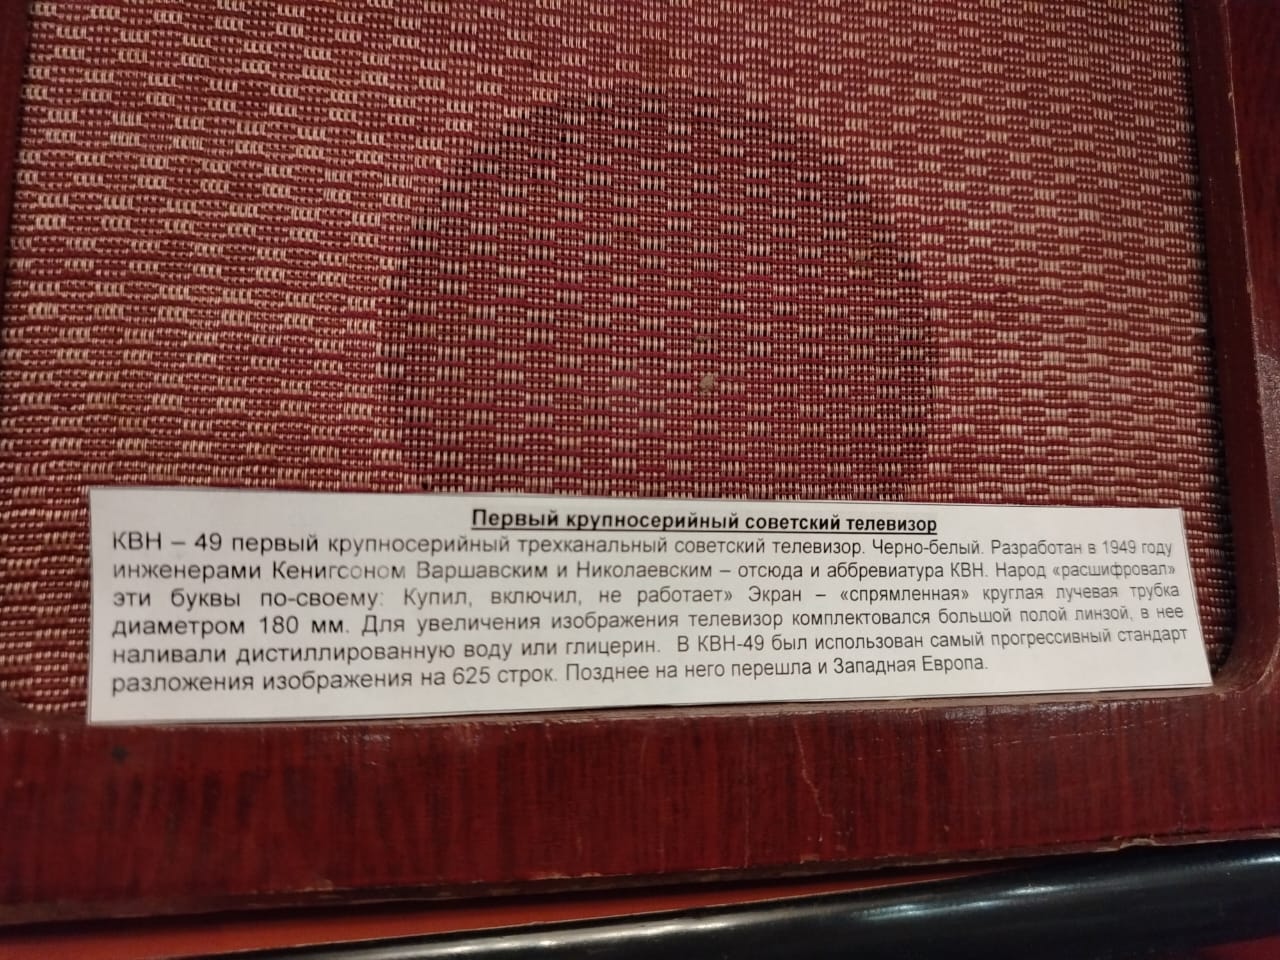 Первый крупносерийный советский телевизор
КВН – 49 первый крупносерийный трехканальный советский телевизор. Черно-белый. Разработан в 1949 году
инженерами Кенигсоном Варшавским и Николаевским – отсюда и аббревиатура КВН. Народ «расшифровал»
эти буквы по-своему: Купил, включил, не работает» Экран – «спрямленная» круглая лучевая трубка
диаметром 180 мм. Для увеличения изображения телевизор комплектовался большой полой линзой, в нее
наливали дистиллированную воду или глицерин. В КВН-49 был использован самый прогрессивный стандарт
разложения изображения на 625 строк. Позднее на него перешла и Западная Европа.